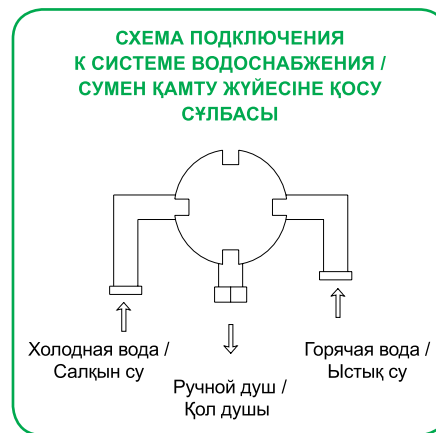 СХЕМА ПОДКЛЮЧЕНИЯ
К СИСТЕМЕ ВОДОСНАБЖЕНИЯ /
СУМЕН ҚАМТУ ЖҮЙЕСІНЕ ҚОСУ
СҰЛБАСЫ
Холодная вода /
Салқын су
Ручной душ /
Қол душы
Горячая вода /
Ыстық су